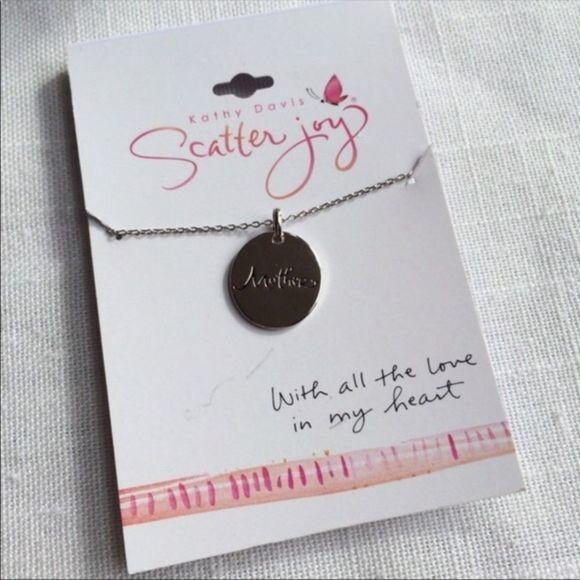 Kathy Davis
Scatter joy®
Mother
With all the love
in my heart